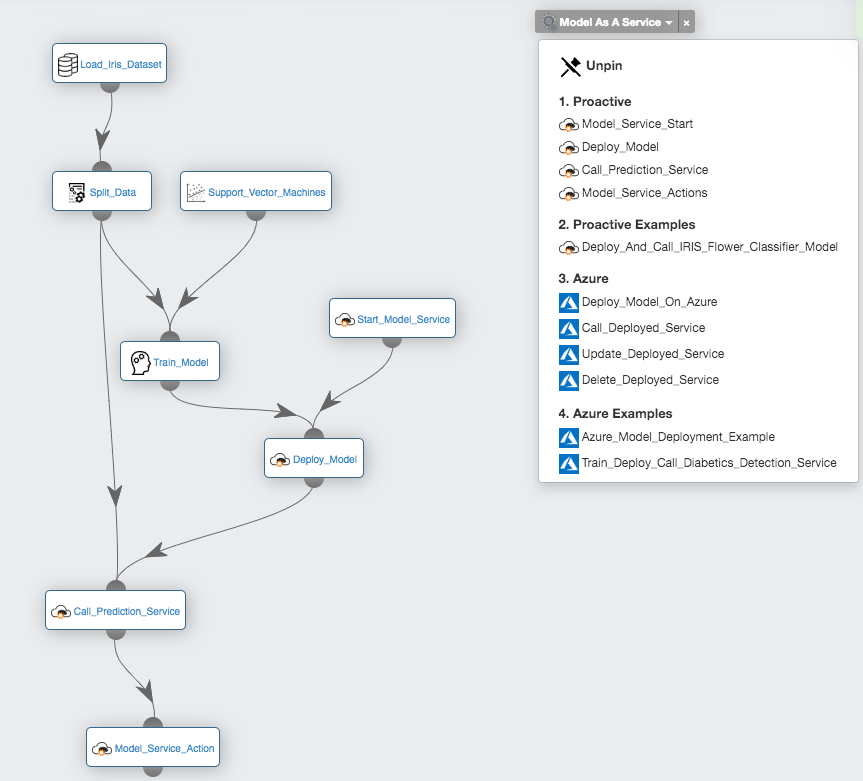 Load_Iris_Dataset
Split_Data
Support_Vector_Machines
Start_Model_Service
Train_Model
Deploy_Model
Call_Prediction_Service
Model_Service_Action
Model As A Service
×
Unpin
1. Proactive
Model_Service_Start
Deploy_Model
Call_Prediction_Service
Model_Service_Actions
2. Proactive Examples
Deploy_And_Call_IRIS_Flower_Classifier_Model
3. Azure
Deploy_Model_On_Azure
Call_Deployed_Service
Update_Deployed_Service
Delete_Deployed_Service
4. Azure Examples
Azure_Model_Deployment_Example
Train_Deploy_Call_Diabetics_Detection_Service